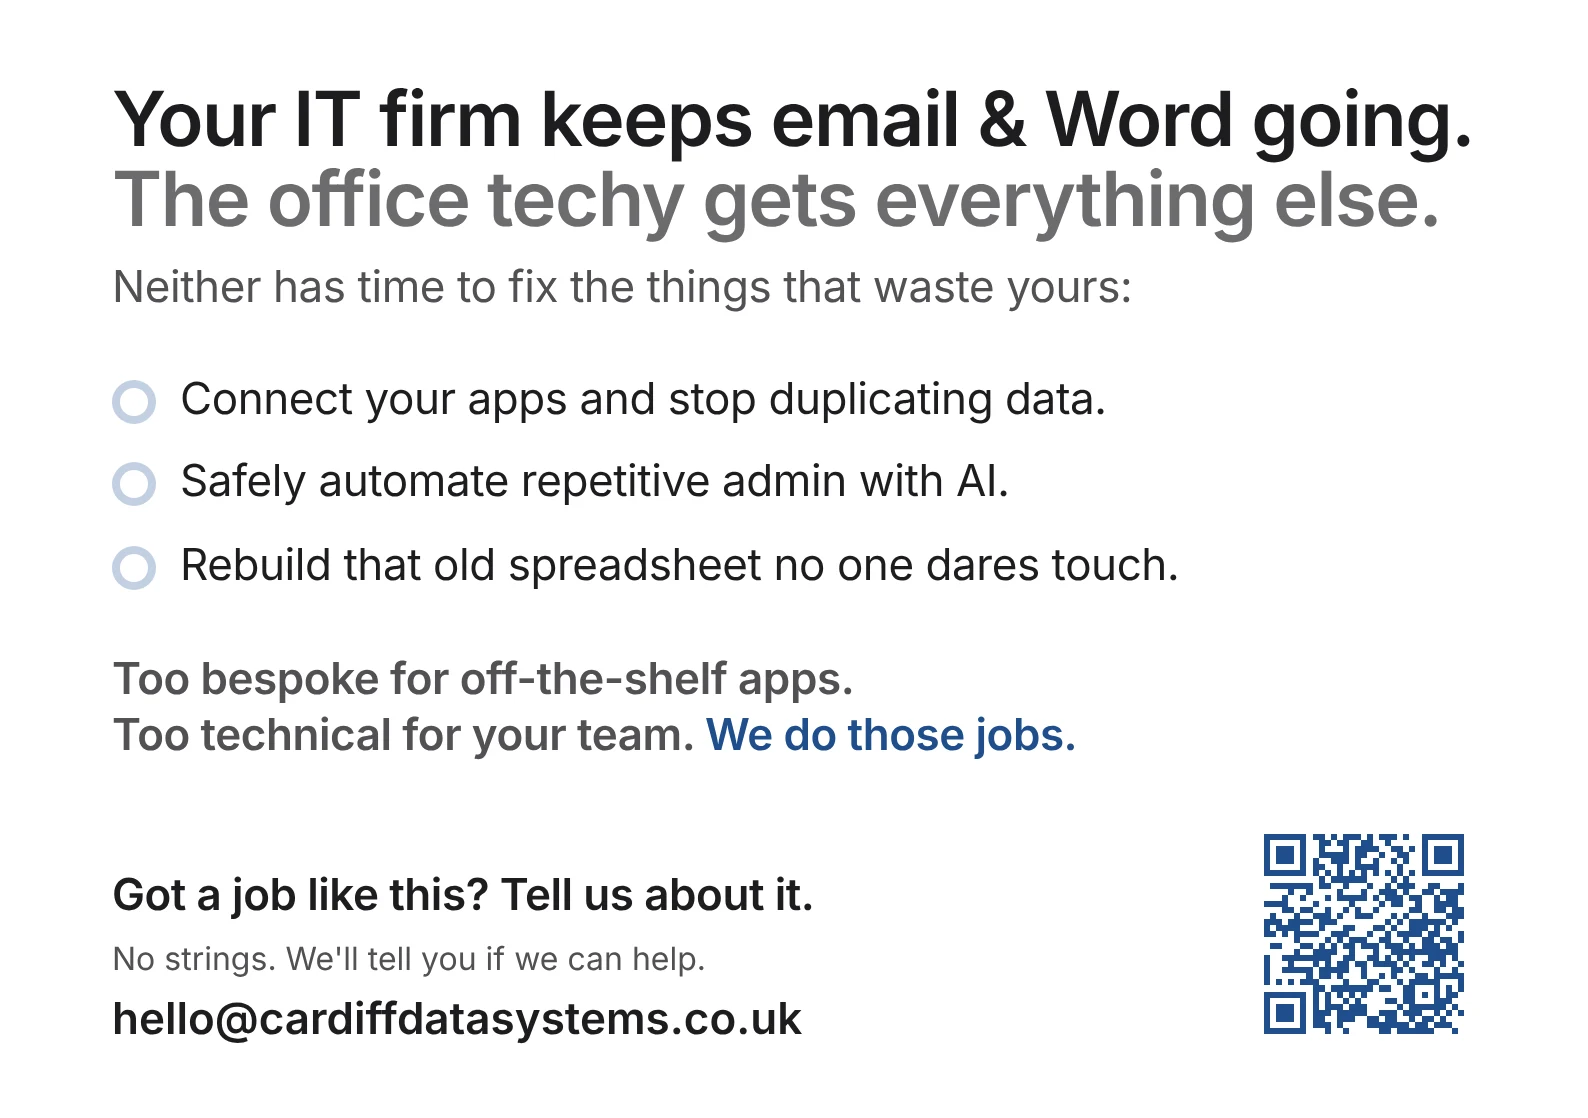 Your IT firm keeps email & Word going.
The office techy gets everything else.
Neither has time to fix the things that waste yours:
Connect your apps and stop duplicating data.
Safely automate repetitive admin with AI.
Rebuild that old spreadsheet no one dares touch.
Too bespoke for off-the-shelf apps.
Too technical for your team. We do those jobs.
Got a job like this? Tell us about it.
No strings. We'll tell you if we can help.
hello@cardiffdatasystems.co.uk